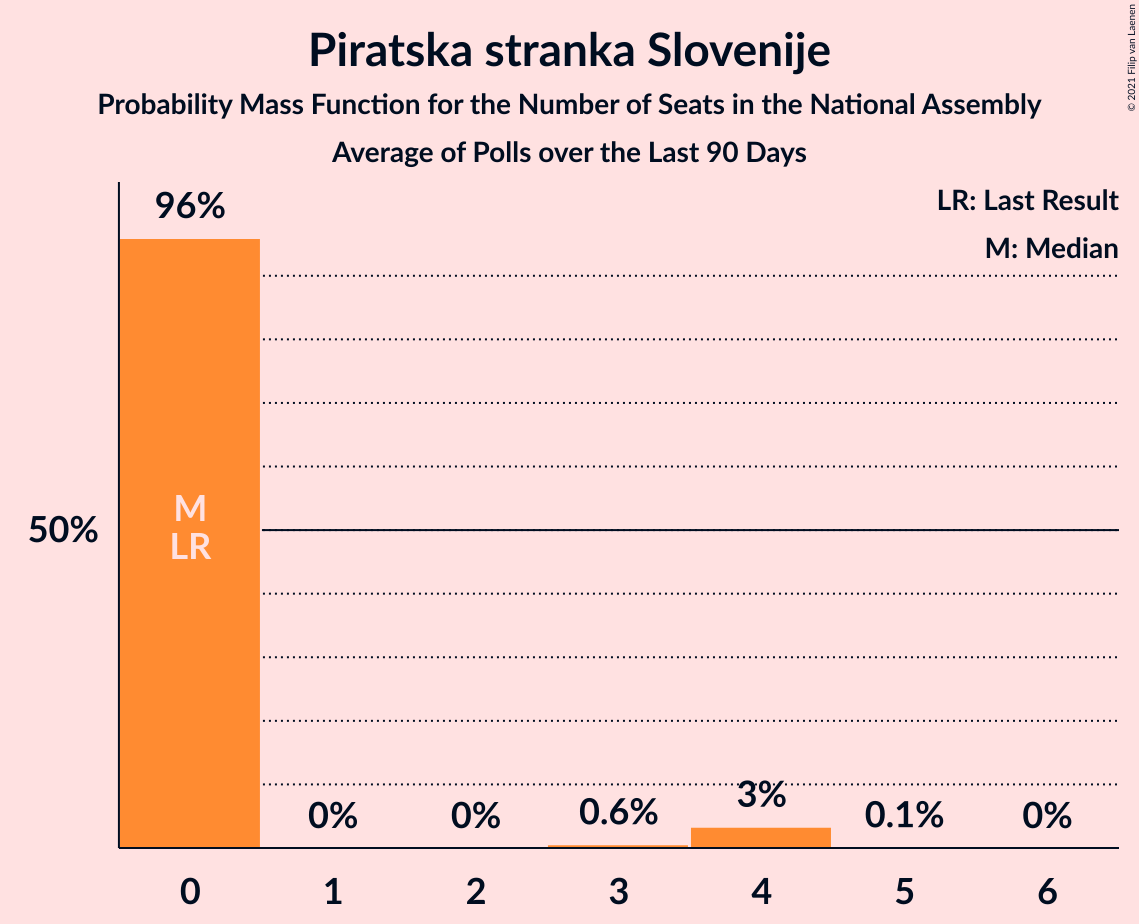 Piratska stranka Slovenije
Probability Mass Function for the Number of Seats in the National Assembly
Average of Polls over the Last 90 Days
© 2021 Filip van Laenen
LR: Last Result
M: Median
96%
M
LR
50%
0%
0%
0.6%
3%
0.1%
0%
0 1 2 3 4 5 6